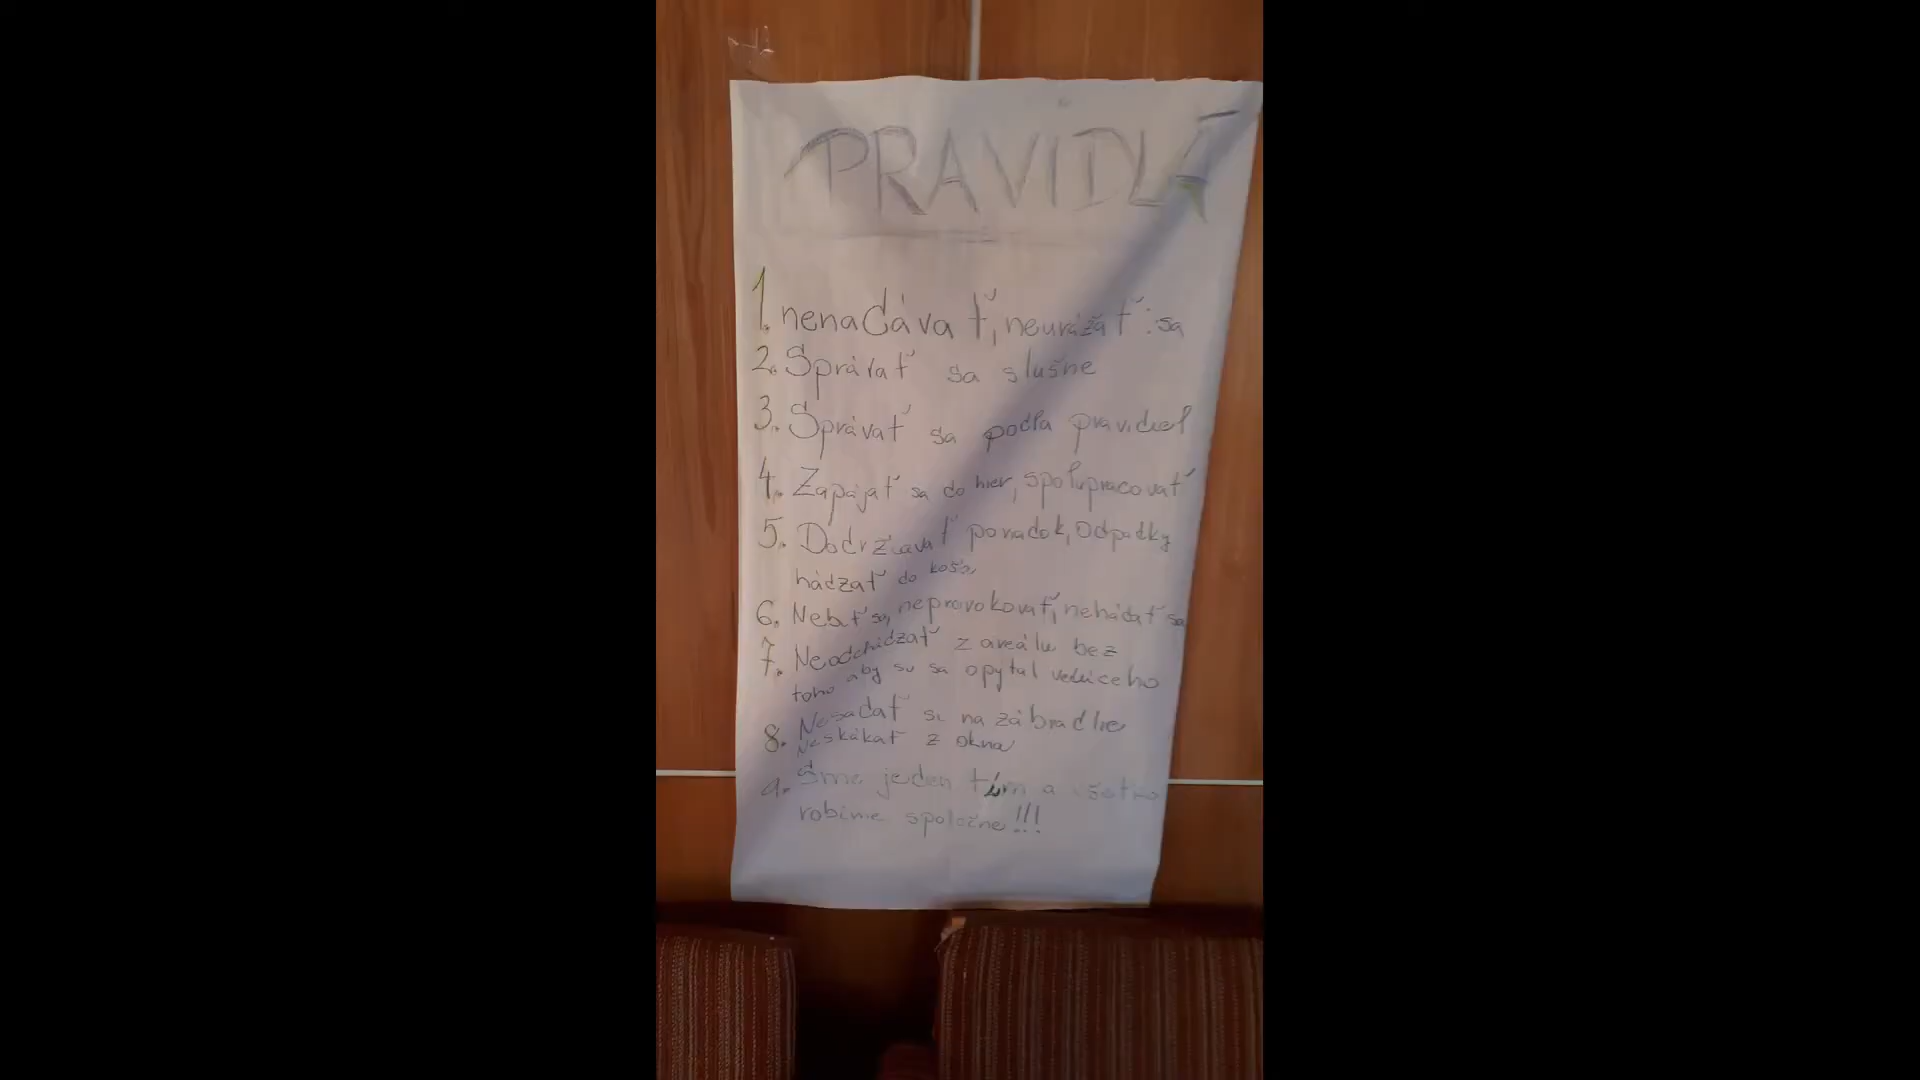 PRAVIDLÁ
1. nenadávať, neurážať sa
2. Správať sa slušne
3. Správať sa podľa pravidiel
4. Zapájať sa do hier, spolupracovať
5. Dodržiavať poriadok, Odpadky
hádzať do koša
6. Nebiť sa, neprovokovať, nehádať sa
7. Neodchádzať z areálu bez
toho aby su sa opýtal vedúceho
8. Nesadať si na zábradlie
Neskákať z okna
9. Sme jeden tím a všetko
robíme spoločne!!!